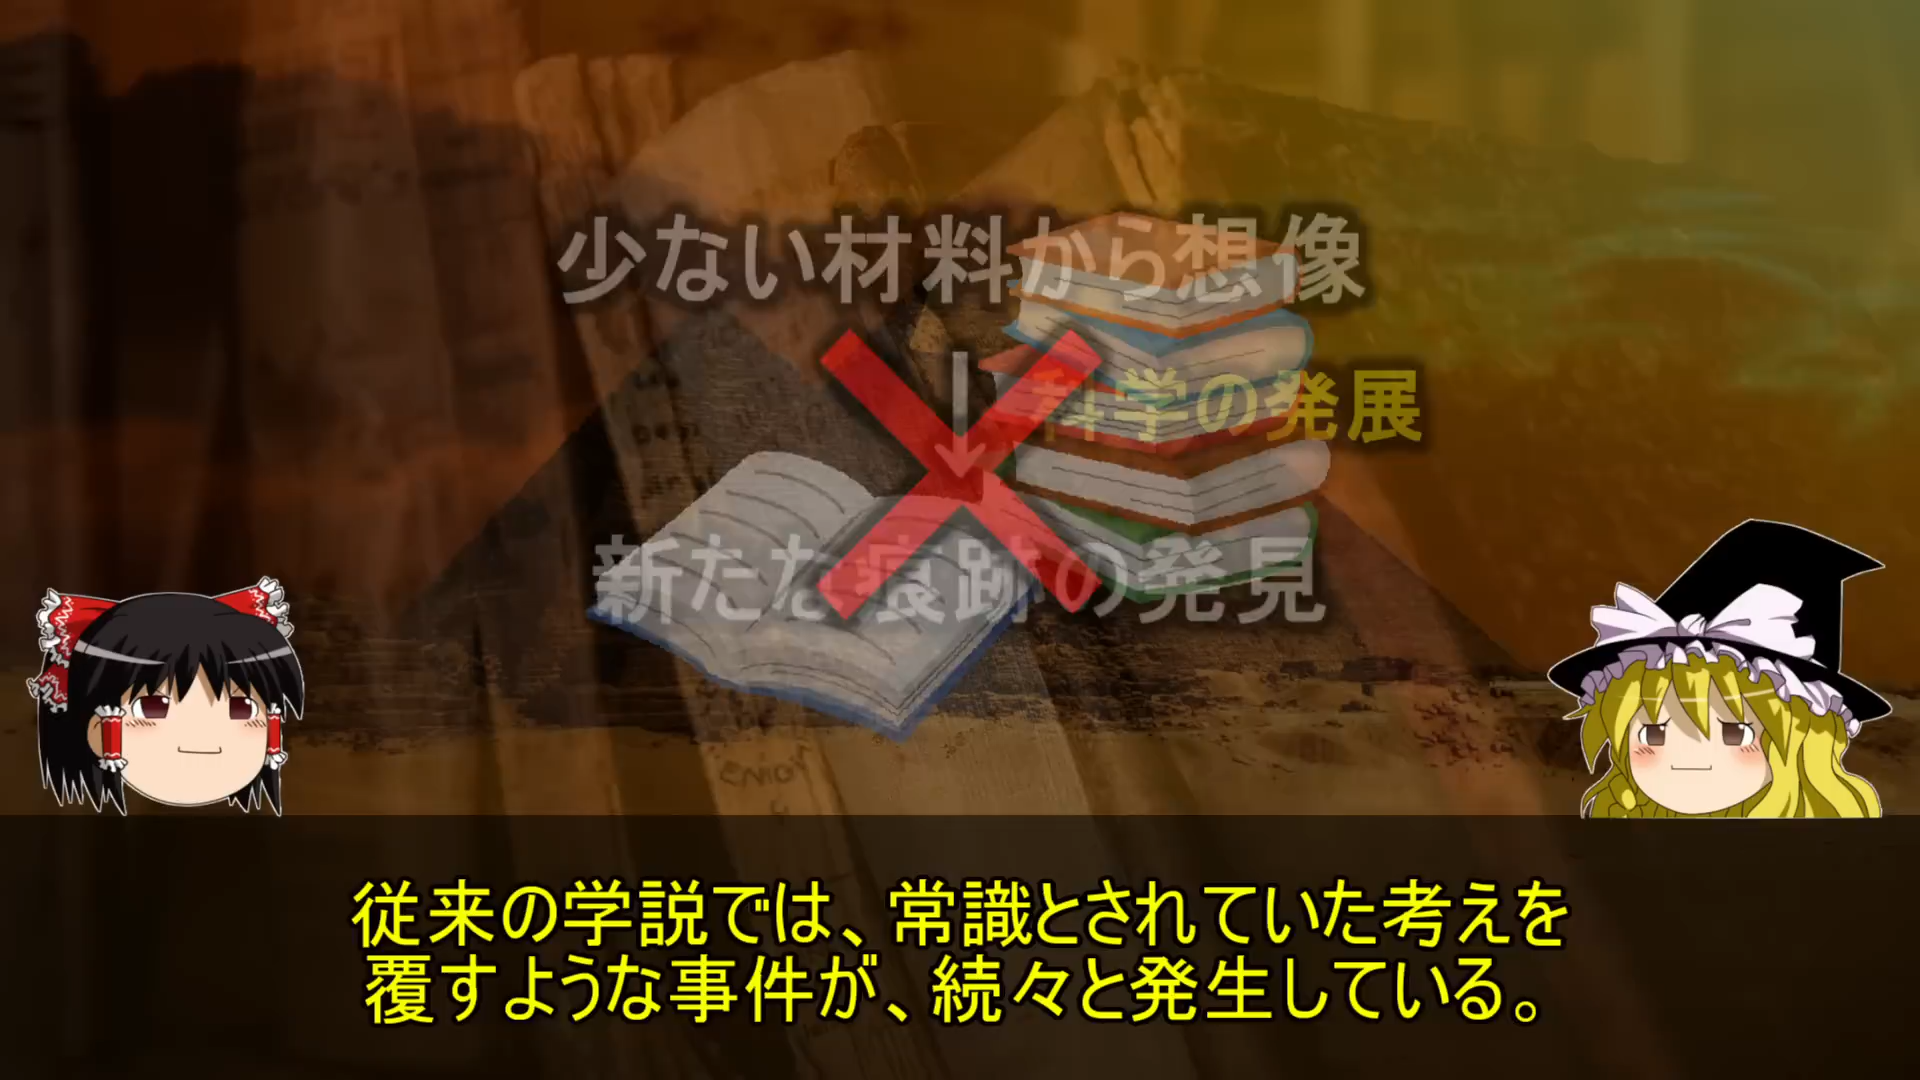 少ない材料から想像
科学の発展
新たな痕跡の発見
従来の学説では、常識とされていた考えを
覆すような事件が、続々と発生している。